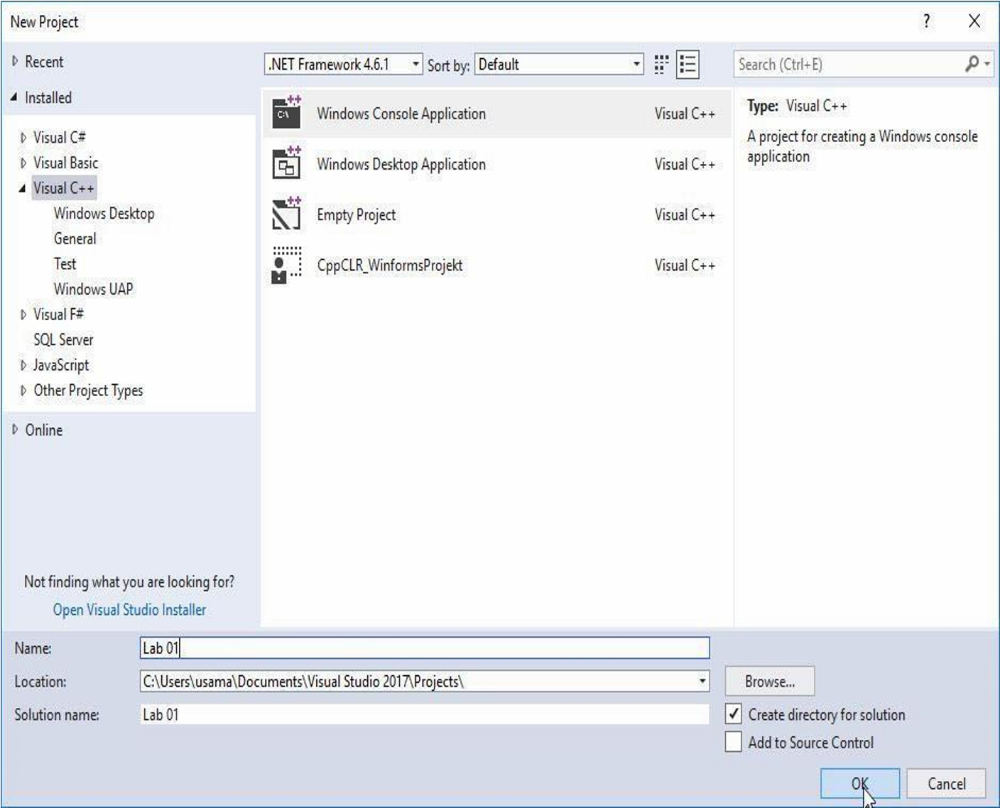 New Project
?
Recent
Installed
Visual C#
Visual Basic
Visual C++
Windows Desktop
General
Test
Windows UAP
Visual F#
SQL Server
JavaScript
Other Project Types
Online
Not finding what you are looking for?
Open Visual Studio Installer
.NET Framework 4.6.1 Sort by: Default
Search (Ctrl+E)
C:\ Windows Console Application Visual C++
Windows Desktop Application Visual C++
Empty Project Visual C++
CppCLR_WinformsProjekt Visual C++
Type: Visual C++
A project for creating a Windows console
application
Name: Lab 01
Location: C:\Users\usama\Documents\Visual Studio 2017\Projects\ Browse...
Solution name: Lab 01
Create directory for solution
Add to Source Control
OK Cancel